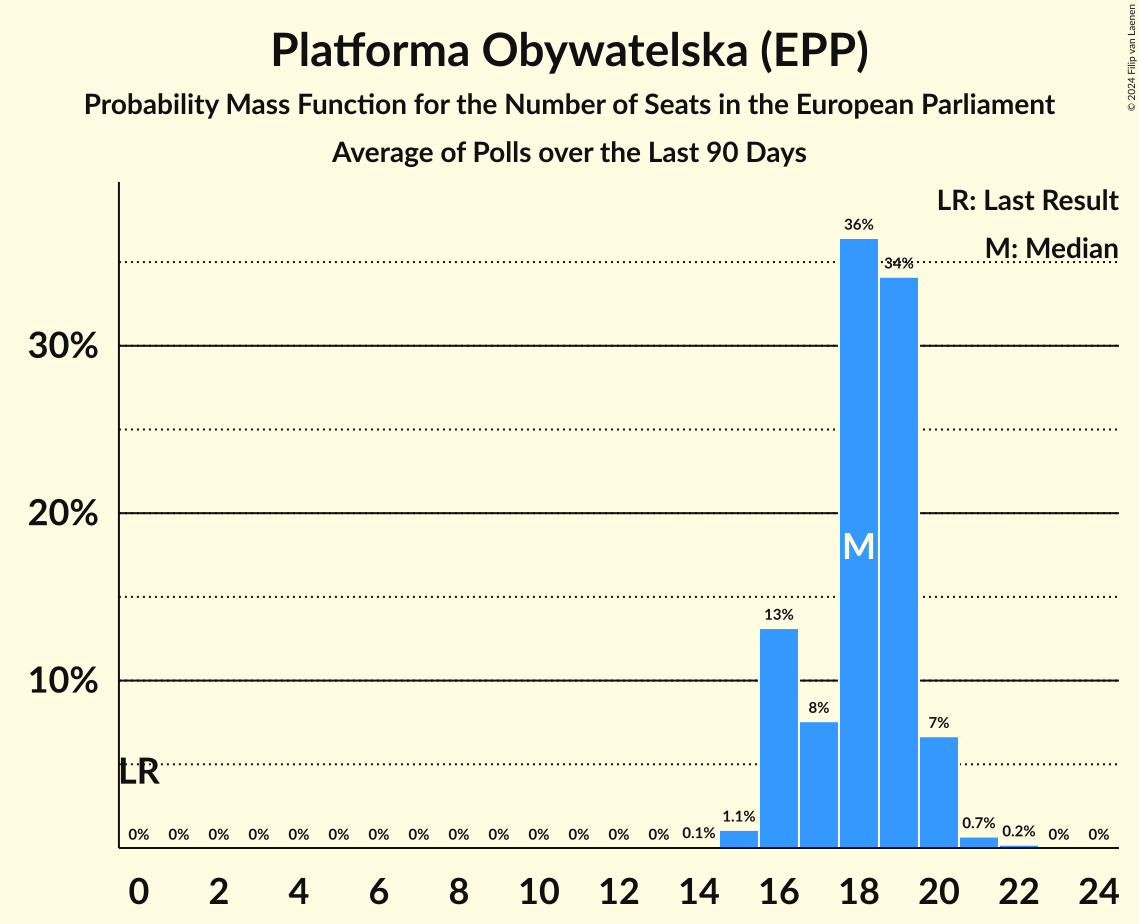 Platforma Obywatelska (EPP)
Probability Mass Function for the Number of Seats in the European Parliament
Average of Polls over the Last 90 Days
© 2024 Filip van Laenen
LR: Last Result
M: Median
36%
34%
30%
20%
M
13%
10%
8%
7%
LR
0% 0% 0% 0% 0% 0% 0% 0% 0% 0% 0% 0% 0% 0% 0.1% 1.1% 0.7% 0.2% 0% 0%
0 2 4 6 8 10 12 14 16 18 20 22 24